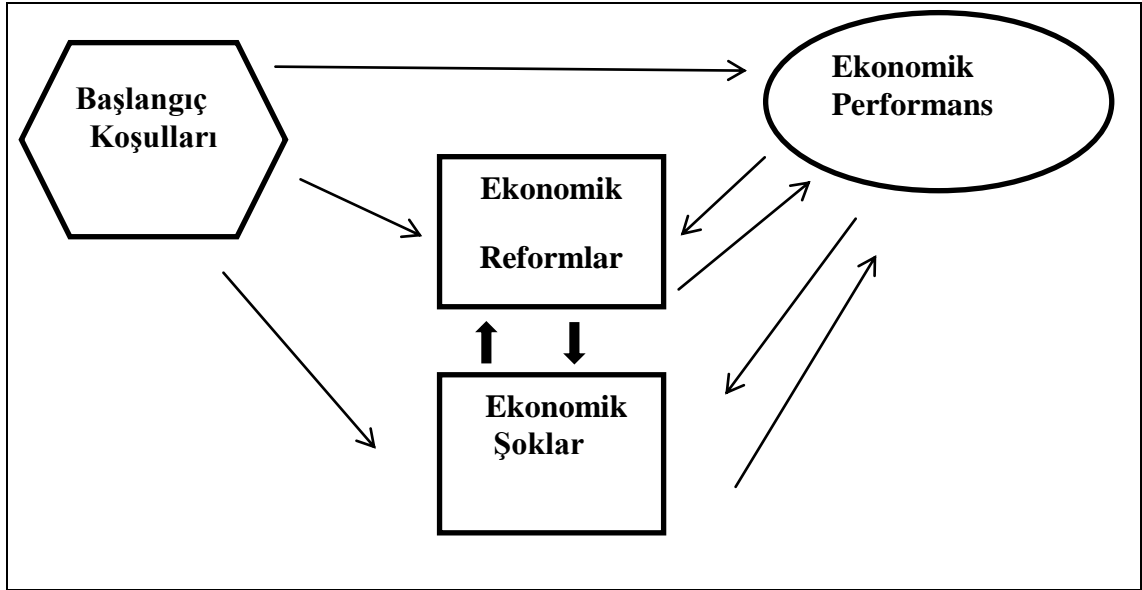 Başlangıç
Koşulları
Ekonomik
Performans
Ekonomik
Reformlar
Ekonomik
Şoklar